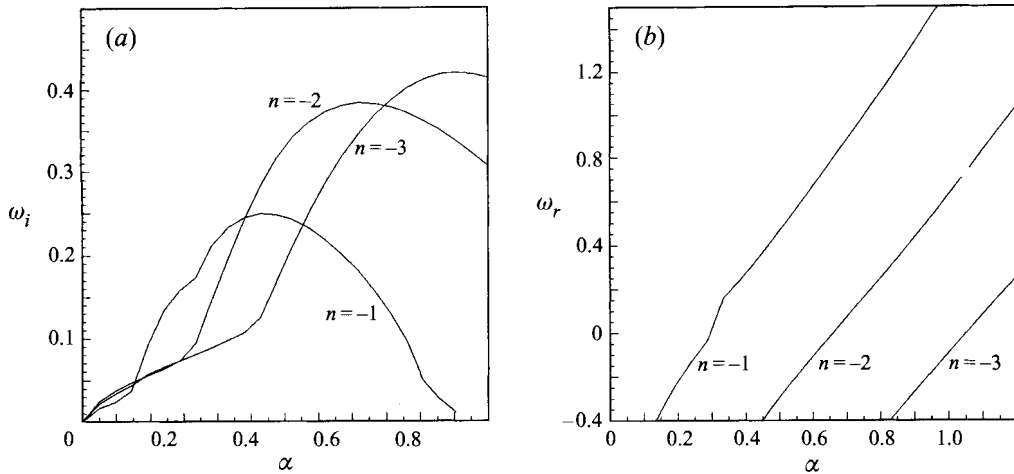 (a)
0.4
0.3
0.2
0.1
ω_i
n = –2
n = –3
n = –1
0 0.2 0.4 0.6 0.8
α
(b)
1.2
0.8
0.4
0
–0.4
ω_r
n = –1
n = –2
n = –3
0 0.2 0.4 0.6 0.8 1.0
α